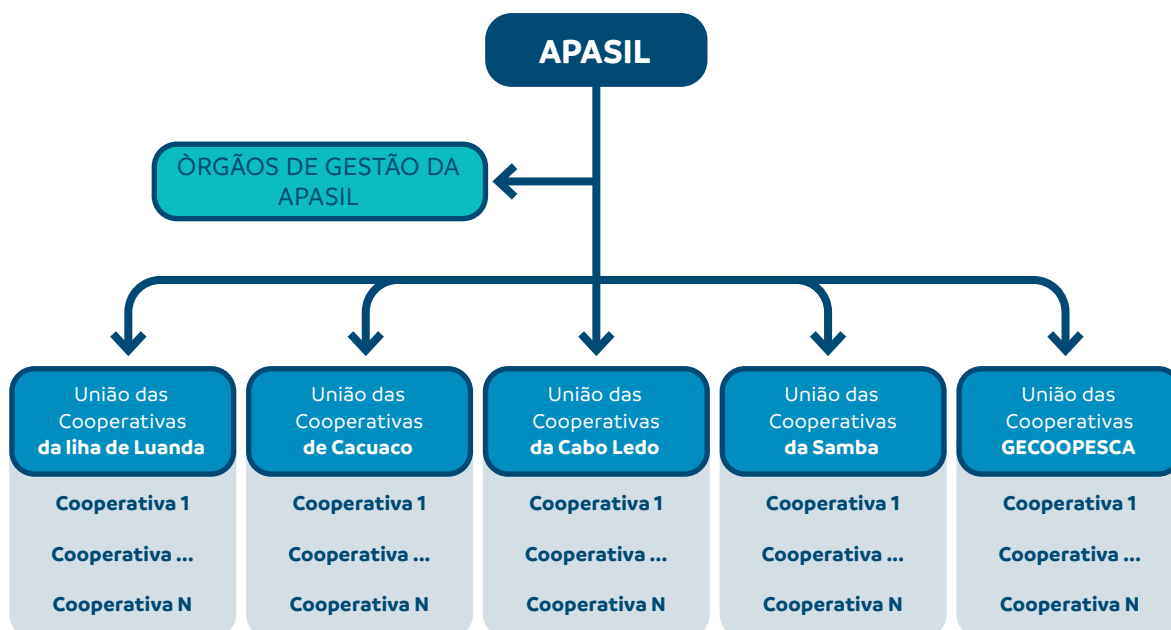 APASIL
ÒRGÃOS DE GESTÃO DA
APASIL
União das
Cooperativas
da Ilha de Luanda
Cooperativa 1
Cooperativa ...
Cooperativa N
União das
Cooperativas
de Cacuaco
Cooperativa 1
Cooperativa ...
Cooperativa N
União das
Cooperativas
da Cabo Ledo
Cooperativa 1
Cooperativa ...
Cooperativa N
União das
Cooperativas
da Samba
Cooperativa 1
Cooperativa ...
Cooperativa N
União das
Cooperativas
GECOOPESCA
Cooperativa 1
Cooperativa ...
Cooperativa N